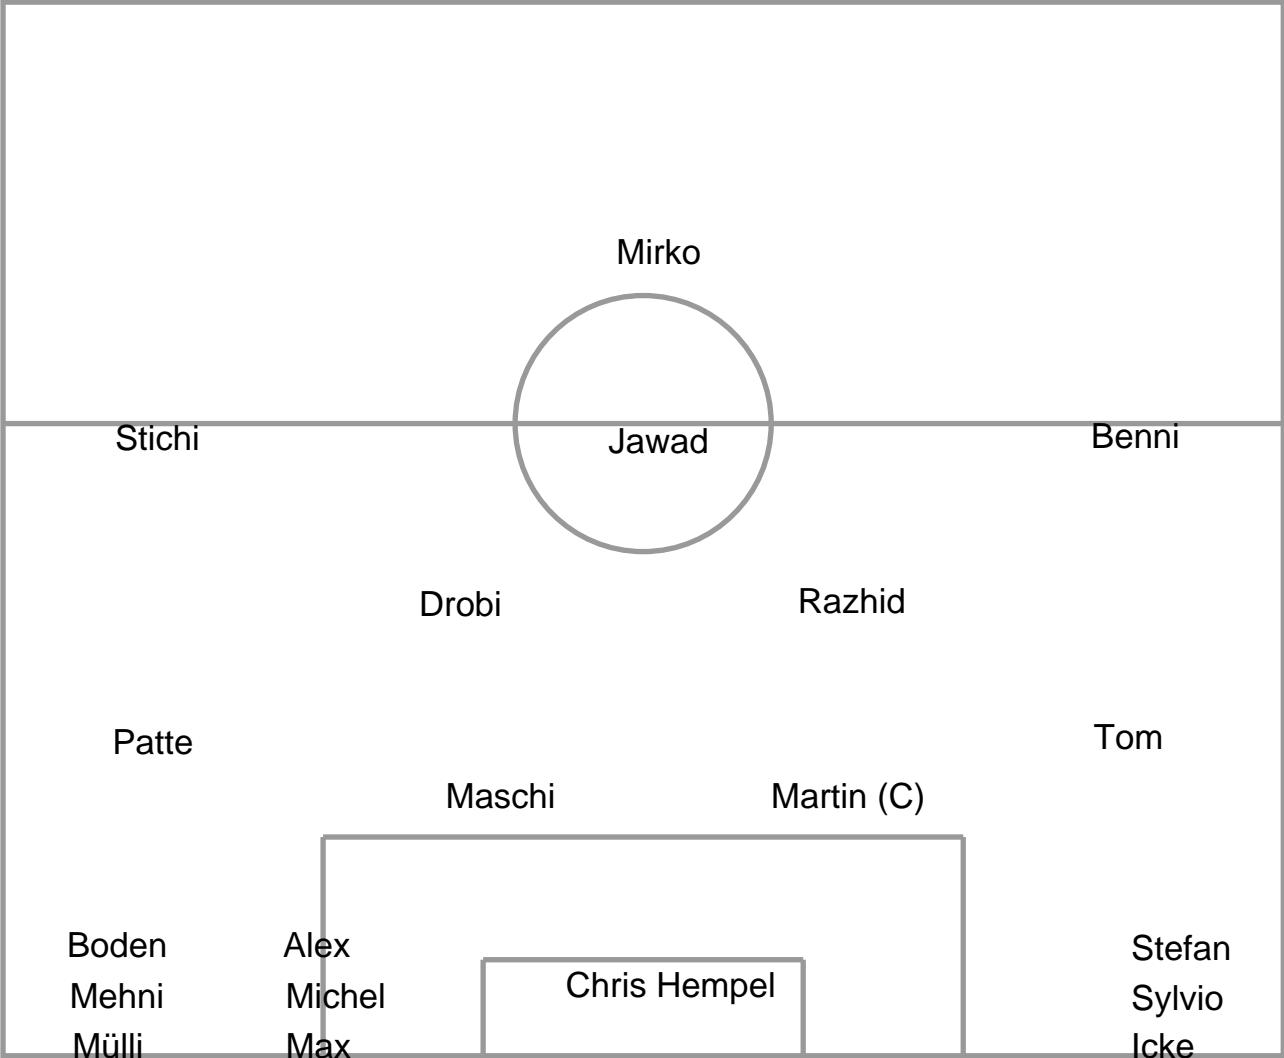 Mirko
Stichi
Jawad
Benni
Drobi
Razhid
Patte
Tom
Maschi
Martin (C)
Boden
Alex
Stefan
Mehni
Michel
Chris Hempel
Sylvio
Mülli
Max
Icke